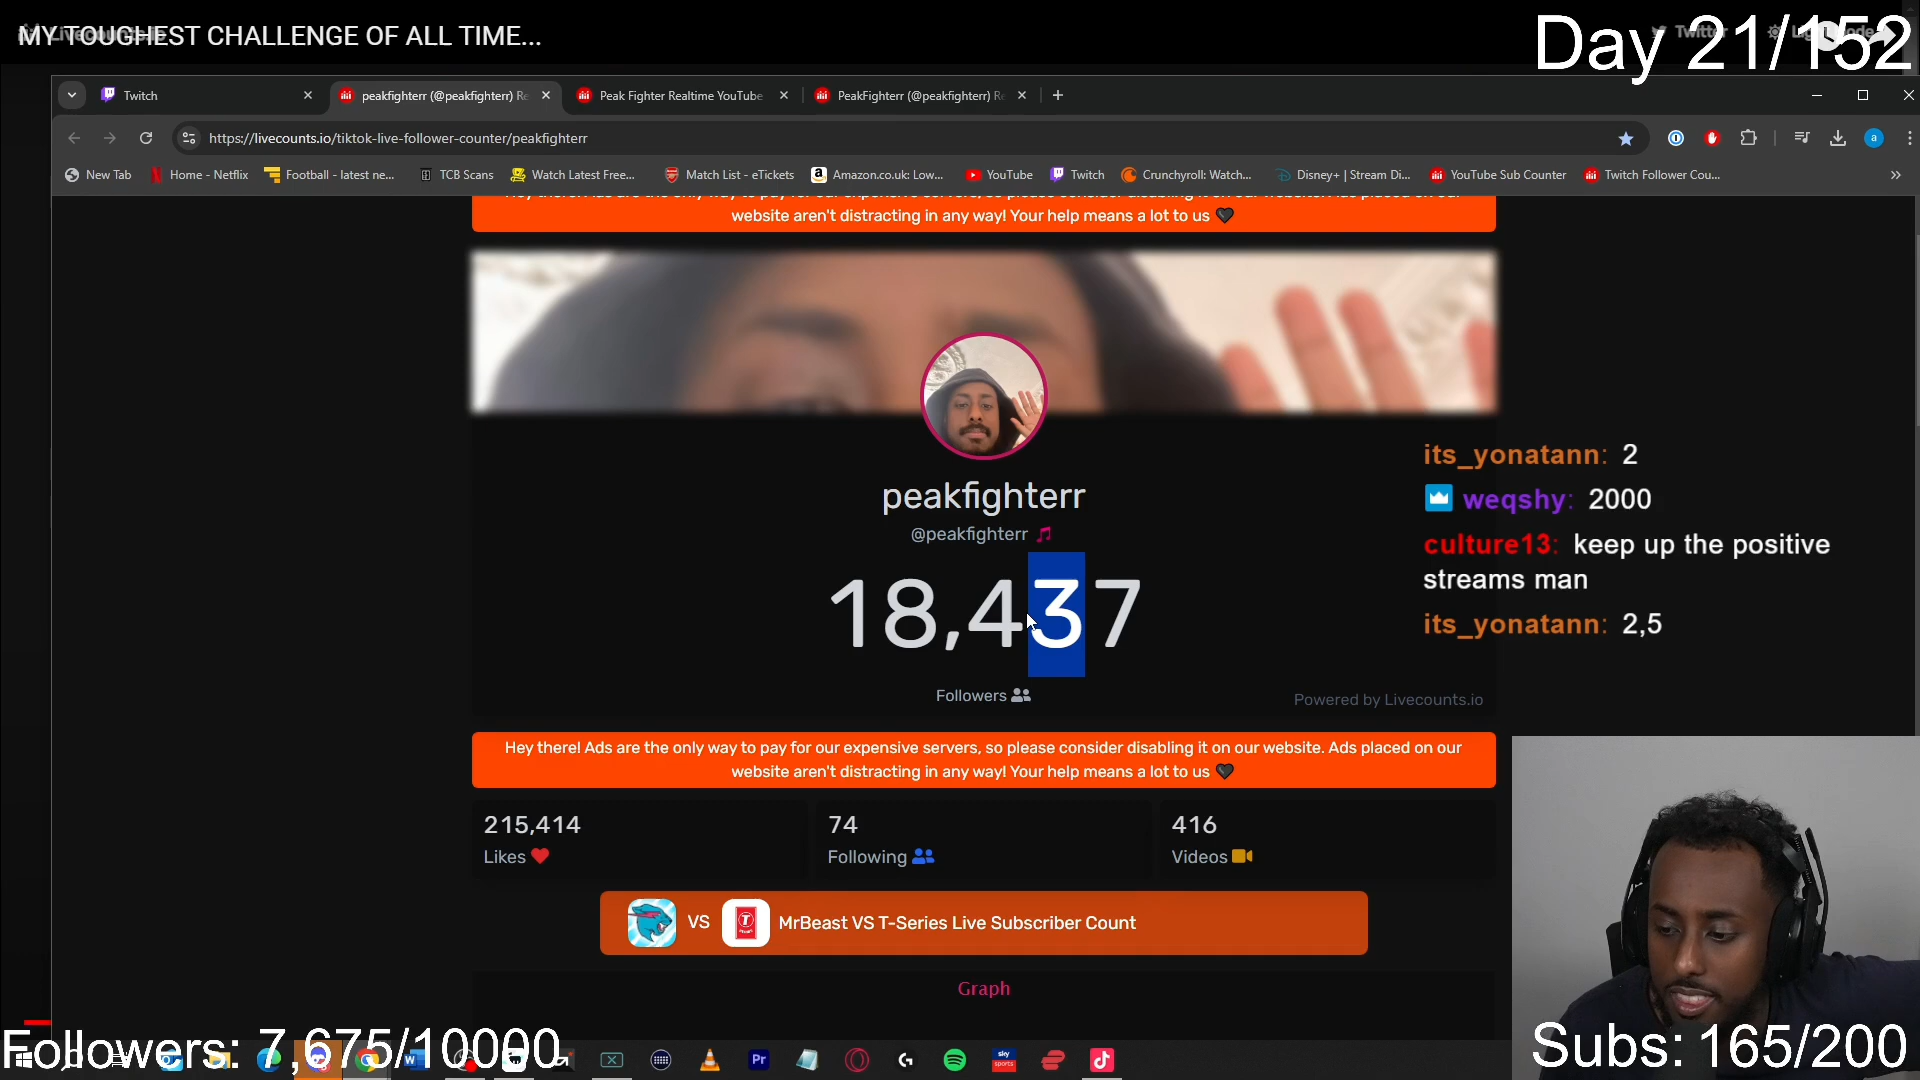 MY TOUGHEST CHALLENGE OF ALL TIME...
Day 21/152
Twitch
peakfighterr (@peakfighterr) Re
Peak Fighter Realtime YouTube
PeakFighterr (@peakfighterr) Re
https://livecounts.io/tiktok-live-follower-counter/peakfighterr
a
New Tab
Home - Netflix
Football - latest ne...
TCB Scans
Watch Latest Free...
Match List - eTickets
Amazon.co.uk: Low...
YouTube
Twitch
Crunchyroll: Watch...
Disney+ | Stream Di...
YouTube Sub Counter
Twitch Follower Cou...
website aren't distracting in any way! Your help means a lot to us 🖤
peakfighterr
@peakfighterr
18,437
Followers
Powered by Livecounts.io
its_yonatann: 2
weqshy: 2000
culture13: keep up the positive
streams man
its_yonatann: 2,5
Hey there! Ads are the only way to pay for our expensive servers, so please consider disabling it on our website. Ads placed on our
website aren't distracting in any way! Your help means a lot to us 🖤
215,414
Likes
74
Following
416
Videos
VS
MrBeast VS T-Series Live Subscriber Count
Graph
Followers: 7,675/10000
Subs: 165/200
Pr
sky
sports